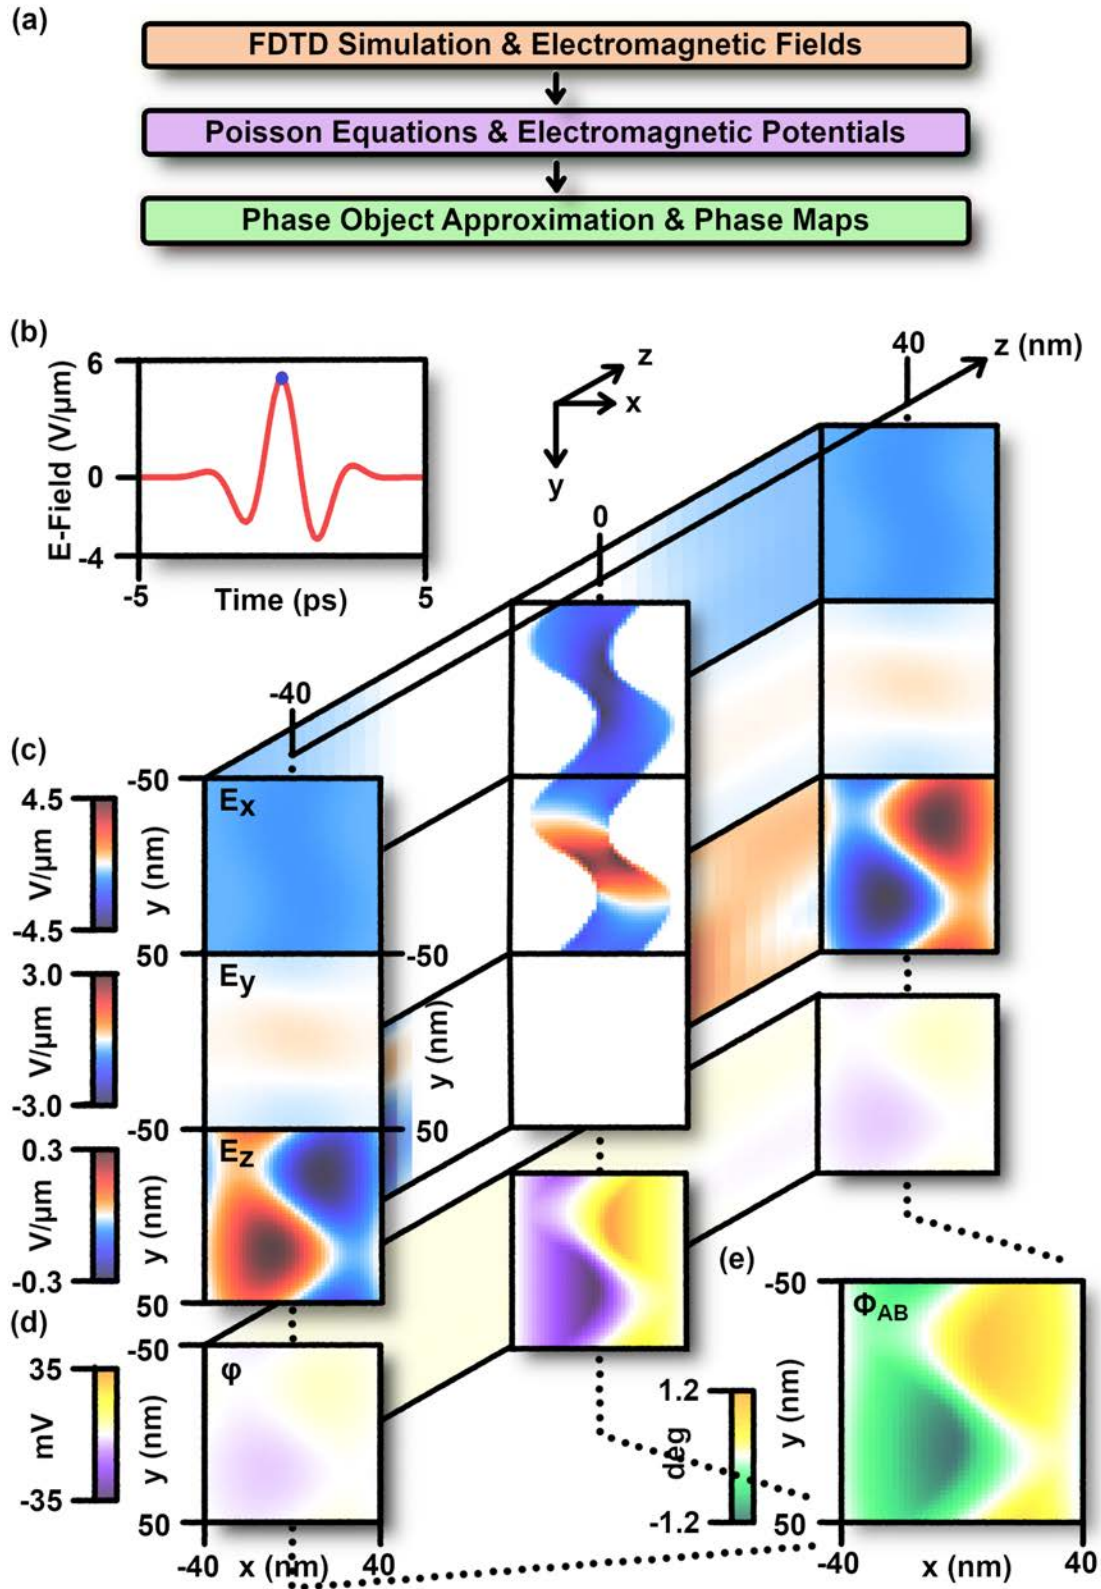 (a)
FDTD Simulation & Electromagnetic Fields
Poisson Equations & Electromagnetic Potentials
Phase Object Approximation & Phase Maps
(b)
6
0
-4
E-Field (V/μm)
-5
5
Time (ps)
z
x
y
40
z (nm)
0
-40
(c)
4.5
-4.5
V/μm
-50
50
y (nm)
Ex
3.0
-3.0
V/μm
-50
50
y (nm)
Ey
0.3
-0.3
V/μm
-50
50
y (nm)
Ez
(d)
35
-35
mV
-50
50
y (nm)
φ
-40
x (nm)
40
(e)
1.2
-1.2
deg
-50
50
y (nm)
ΦAB
-40
x (nm)
40